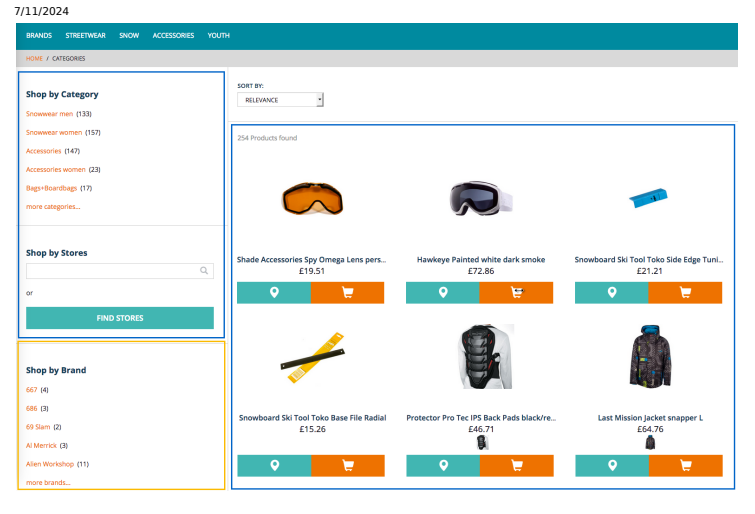 7/11/2024
BRANDS STREETWEAR SNOW ACCESSORIES YOUTH
HOME / CATEGORIES
Shop by Category
Snowwear men (133)
Snowwear women (157)
Accessories (147)
Accessories women (23)
Bags+Boardbags (17)
more categories...
Shop by Stores
or
FIND STORES
Shop by Brand
667 (4)
686 (3)
69 Slam (2)
Al Merrick (3)
Alien Workshop (11)
more brands...
SORT BY:
RELEVANCE
254 Products found
Shade Accessories Spy Omega Lens pers... Hawkeye Painted white dark smoke Snowboard Ski Tool Toko Side Edge Tuni...
£19.51 £72.86 £21.21
Snowboard Ski Tool Toko Base File Radial Protector Pro Tec IPS Back Pads black/re... Last Mission Jacket snapper L
£15.26 £46.71 £64.76